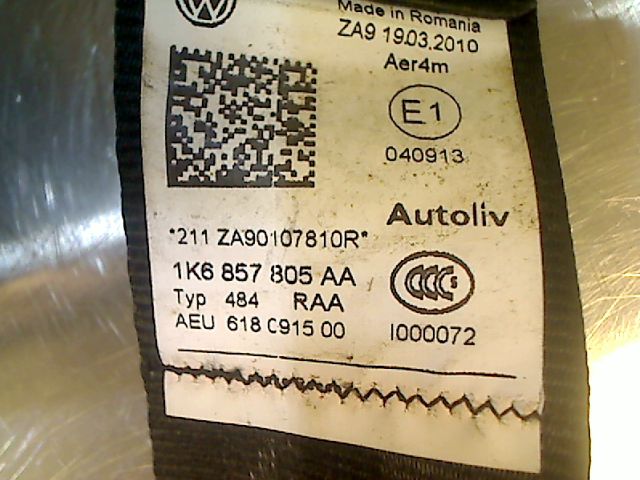 Made in Romania
ZA9 19.03.2010
Aer4m
E1
040913
Autoliv
*211 ZA90107810R*
1K6 857 805 AA
Typ 484 RAA
AEU 618 C915 00
CCC S
I000072